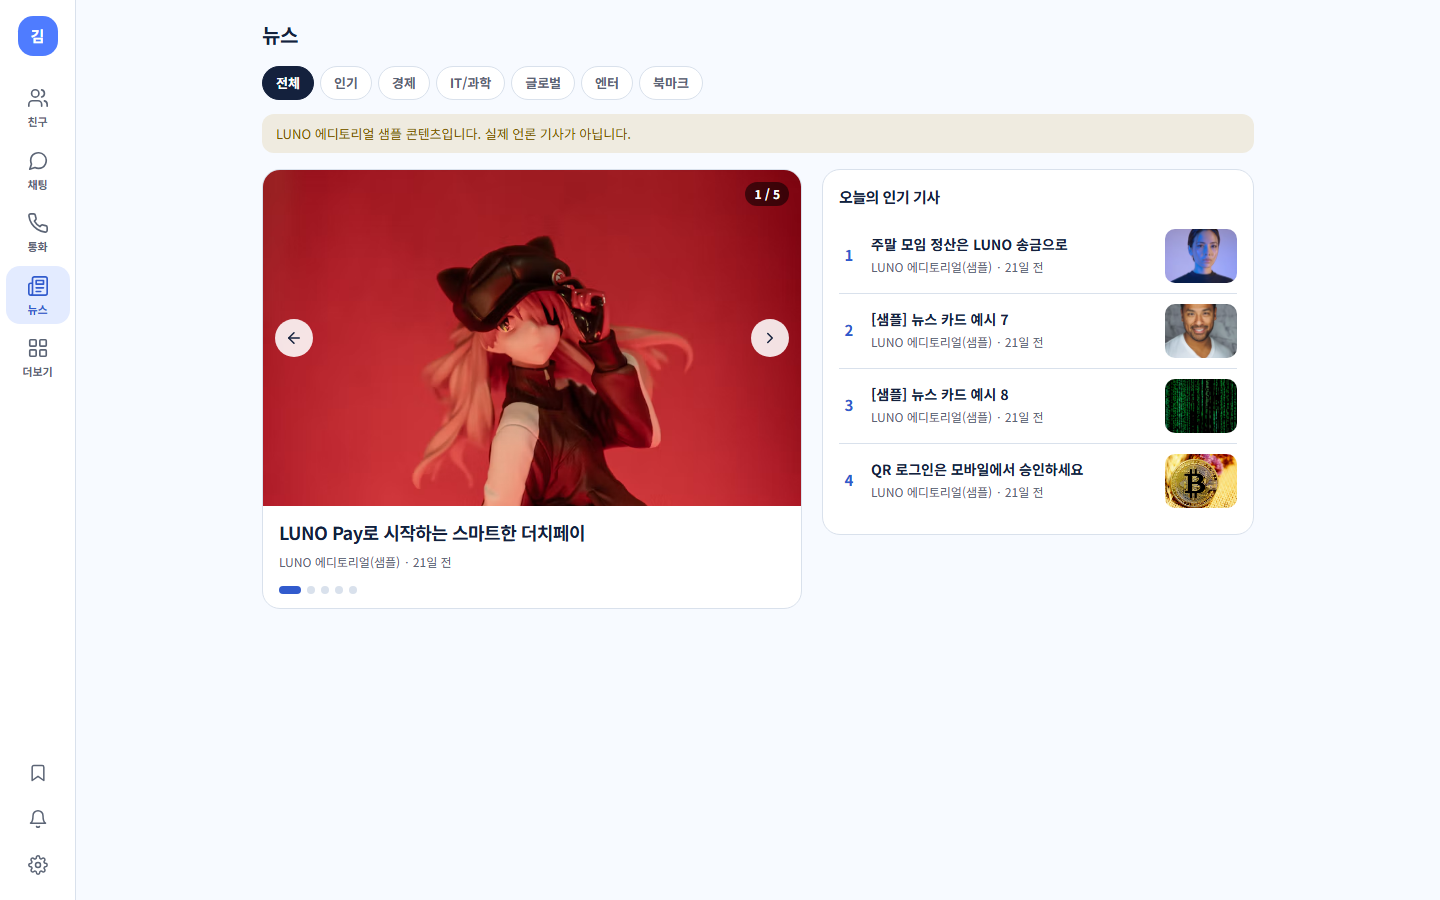 김
친구
채팅
통화
뉴스
더보기
뉴스
전체
인기
경제
IT/과학
글로벌
엔터
북마크
LUNO 에디토리얼 샘플 콘텐츠입니다. 실제 언론 기사가 아닙니다.
1 / 5
LUNO Pay로 시작하는 스마트한 더치페이
LUNO 에디토리얼(샘플) · 21일 전
오늘의 인기 기사
1
주말 모임 정산은 LUNO 송금으로
LUNO 에디토리얼(샘플) · 21일 전
2
[샘플] 뉴스 카드 예시 7
LUNO 에디토리얼(샘플) · 21일 전
3
[샘플] 뉴스 카드 예시 8
LUNO 에디토리얼(샘플) · 21일 전
4
QR 로그인은 모바일에서 승인하세요
LUNO 에디토리얼(샘플) · 21일 전